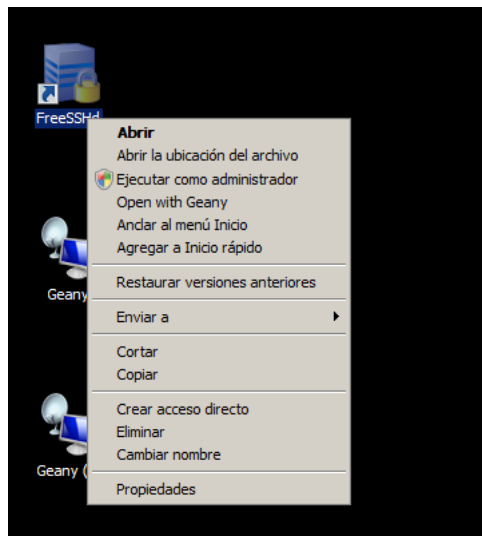 FreeSSHd
Abrir
Abrir la ubicación del archivo
Ejecutar como administrador
Open with Geany
Anclar al menú Inicio
Agregar a Inicio rápido
Restaurar versiones anteriores
Geany
Enviar a
Cortar
Copiar
Crear acceso directo
Eliminar
Cambiar nombre
Geany (
Propiedades